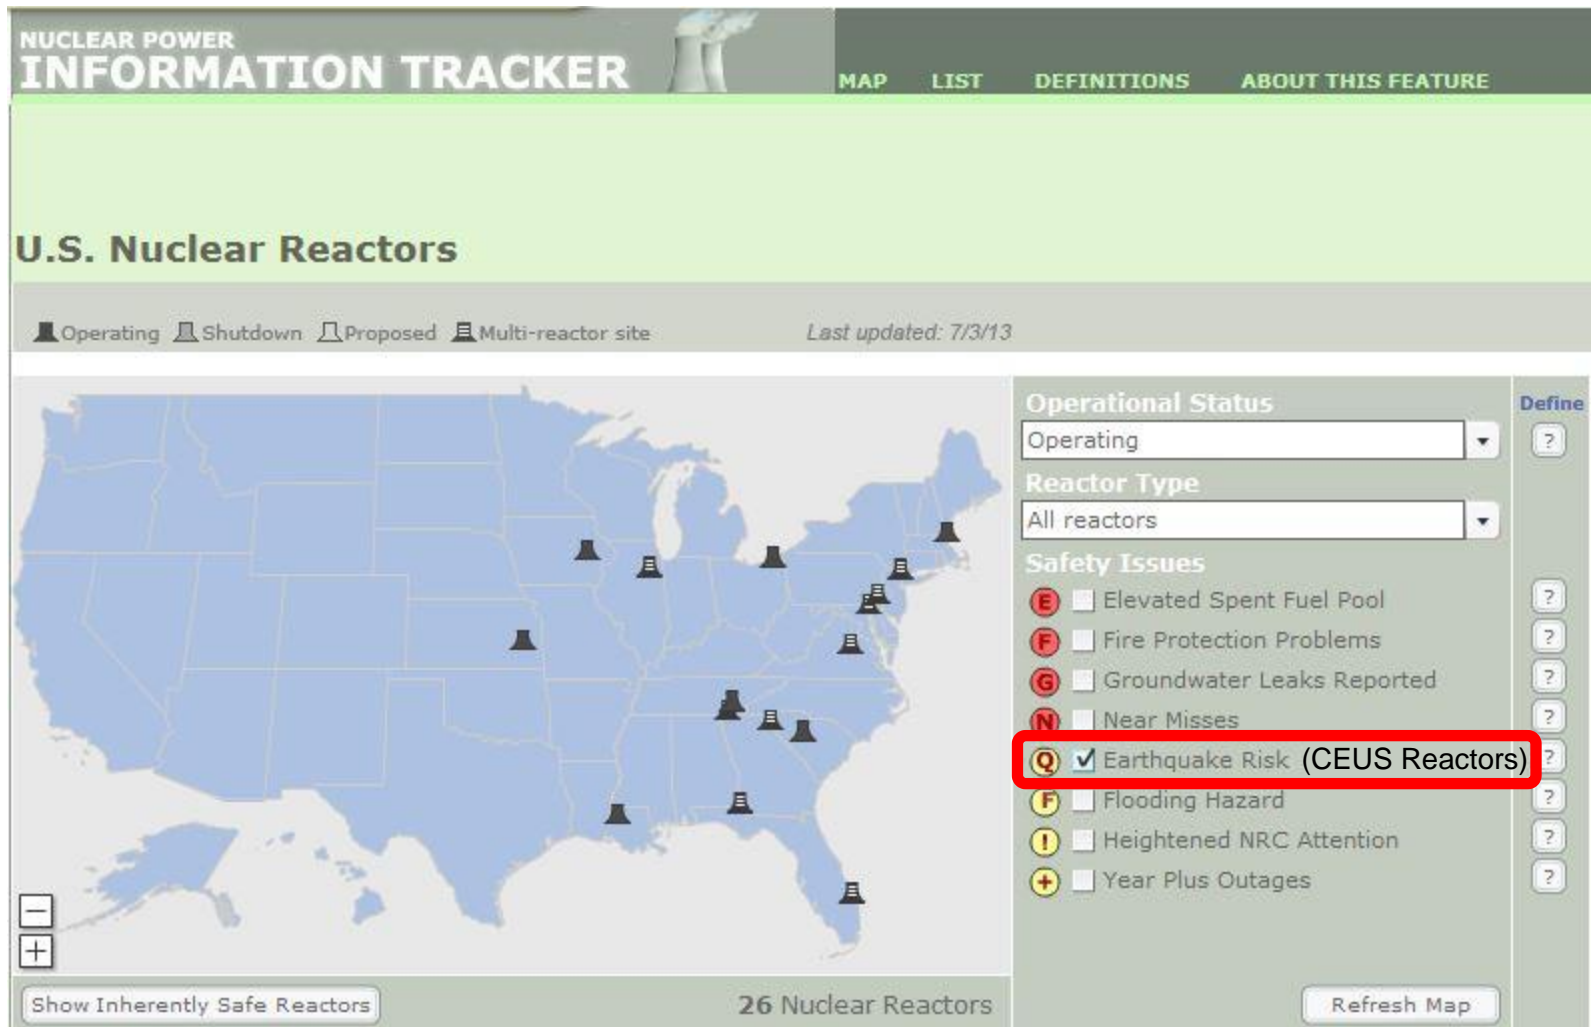 NUCLEAR POWER
INFORMATION TRACKER
MAP LIST DEFINITIONS ABOUT THIS FEATURE
U.S. Nuclear Reactors
Operating Shutdown Proposed Multi-reactor site Last updated: 7/3/13
Operational Status Define
Operating ?
Reactor Type
All reactors
Safety Issues
E Elevated Spent Fuel Pool ?
F Fire Protection Problems ?
G Groundwater Leaks Reported ?
N Near Misses ?
Q Earthquake Risk (CEUS Reactors) ?
F Flooding Hazard ?
! Heightened NRC Attention ?
+ Year Plus Outages ?
−
+
Show Inherently Safe Reactors 26 Nuclear Reactors Refresh Map